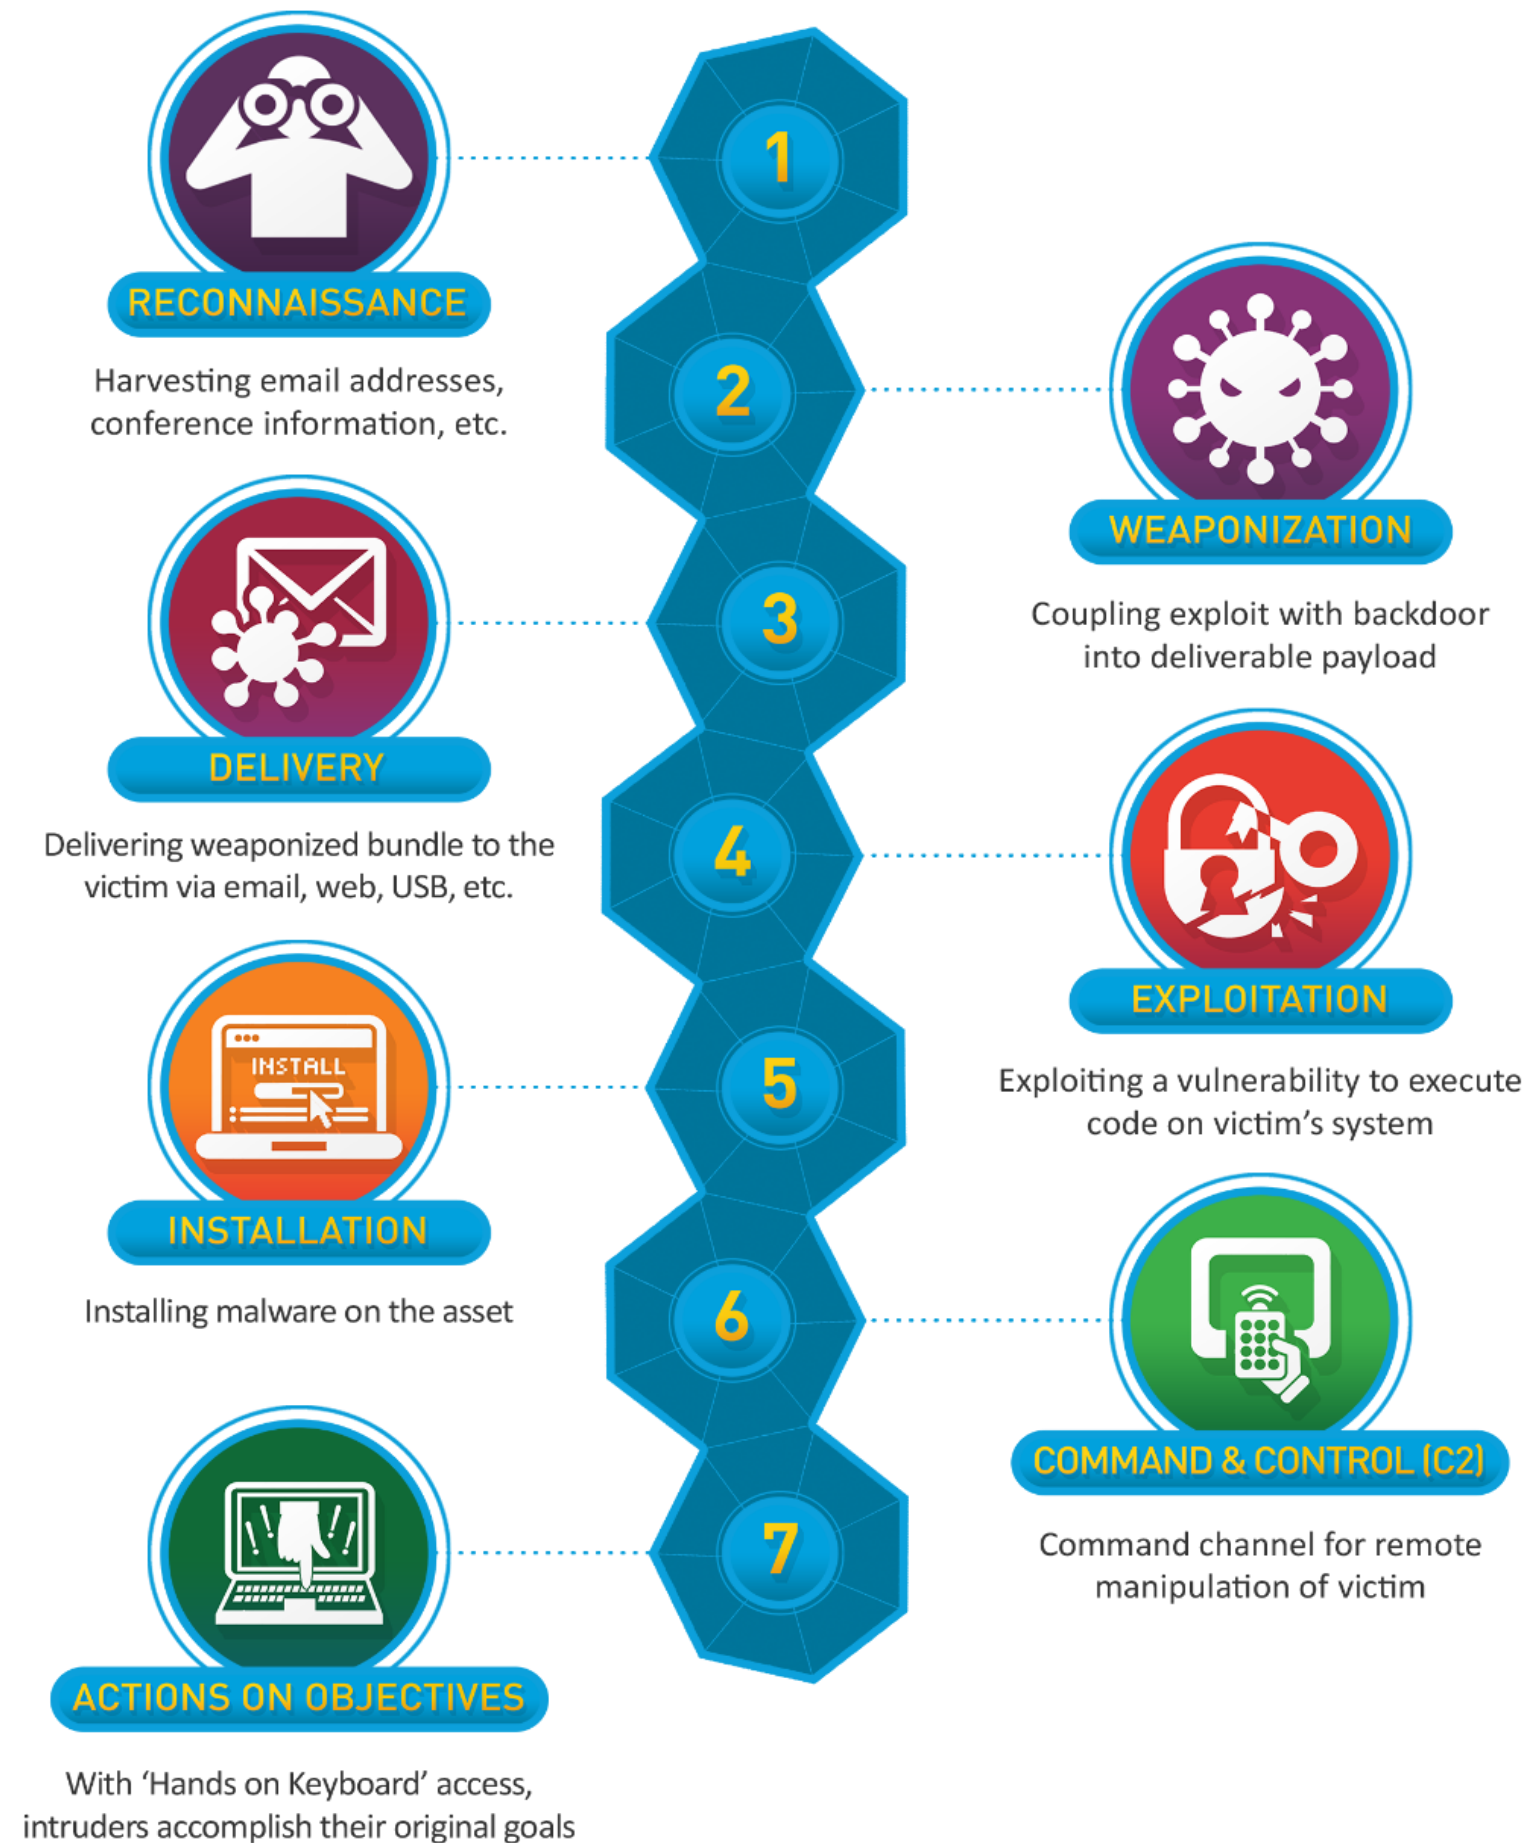 1
RECONNAISSANCE
Harvesting email addresses,
conference information, etc.
2
WEAPONIZATION
Coupling exploit with backdoor
into deliverable payload
3
DELIVERY
Delivering weaponized bundle to the
victim via email, web, USB, etc.
4
EXPLOITATION
Exploiting a vulnerability to execute
code on victim’s system
5
INSTALL
INSTALLATION
Installing malware on the asset
6
COMMAND & CONTROL (C2)
Command channel for remote
manipulation of victim
7
ACTIONS ON OBJECTIVES
With ‘Hands on Keyboard’ access,
intruders accomplish their original goals